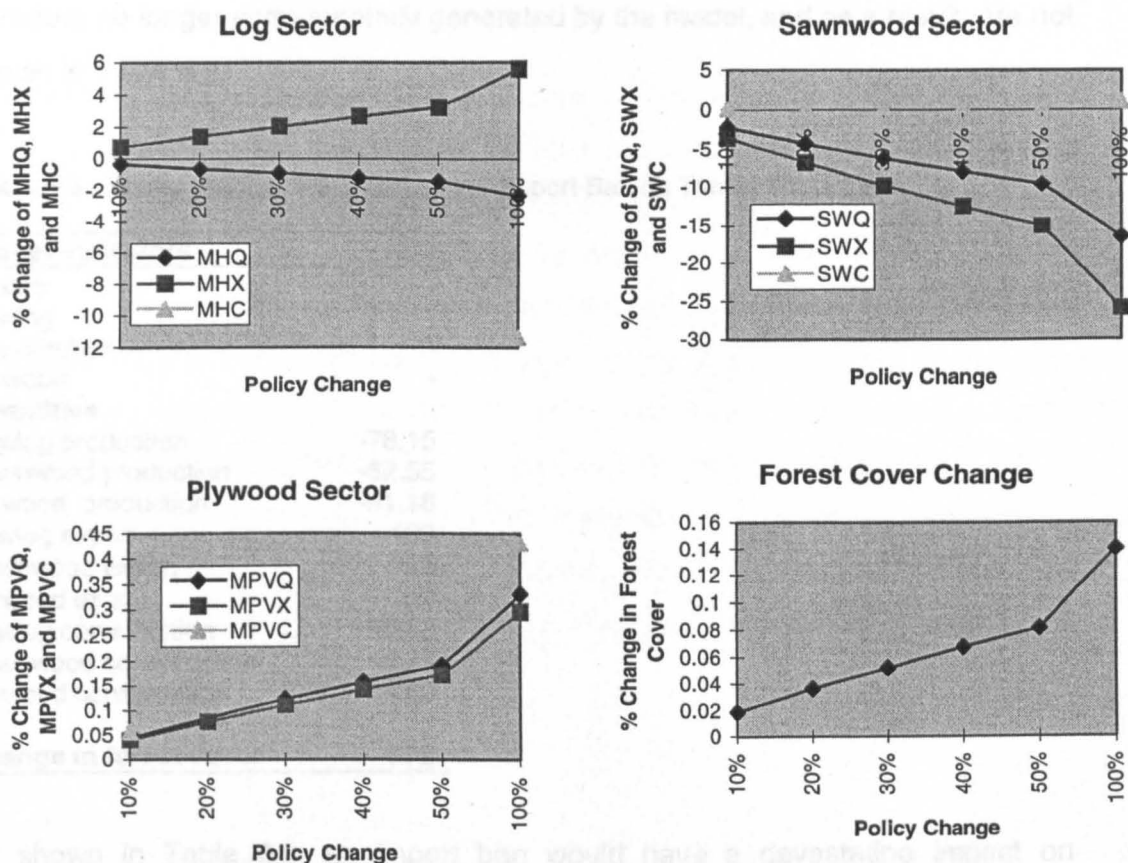 Log Sector
6
4
2
0
-2
-4
-6
-8
-10
-12
% Change of MHQ, MHX
and MHC
10%
20%
30%
40%
50%
100%
MHQ
MHX
MHC
Policy Change
Sawnwood Sector
5
0
-5
-10
-15
-20
-25
-30
% Change of SWQ, SWX
and SWC
40%
50%
100%
SWQ
SWX
SWC
Policy Change
-78.15
Plywood Sector
0.45
0.4
0.35
0.3
0.25
0.2
0.15
0.1
0.05
0
% Change of MPVQ,
MPVX and MPVC
MPVQ
MPVX
MPVC
10%
20%
30%
40%
50%
100%
Policy Change
Forest Cover Change
0.16
0.14
0.12
0.1
0.08
0.06
0.04
0.02
0
% Change in Forest
Cover
10%
20%
30%
40%
50%
100%
Policy Change